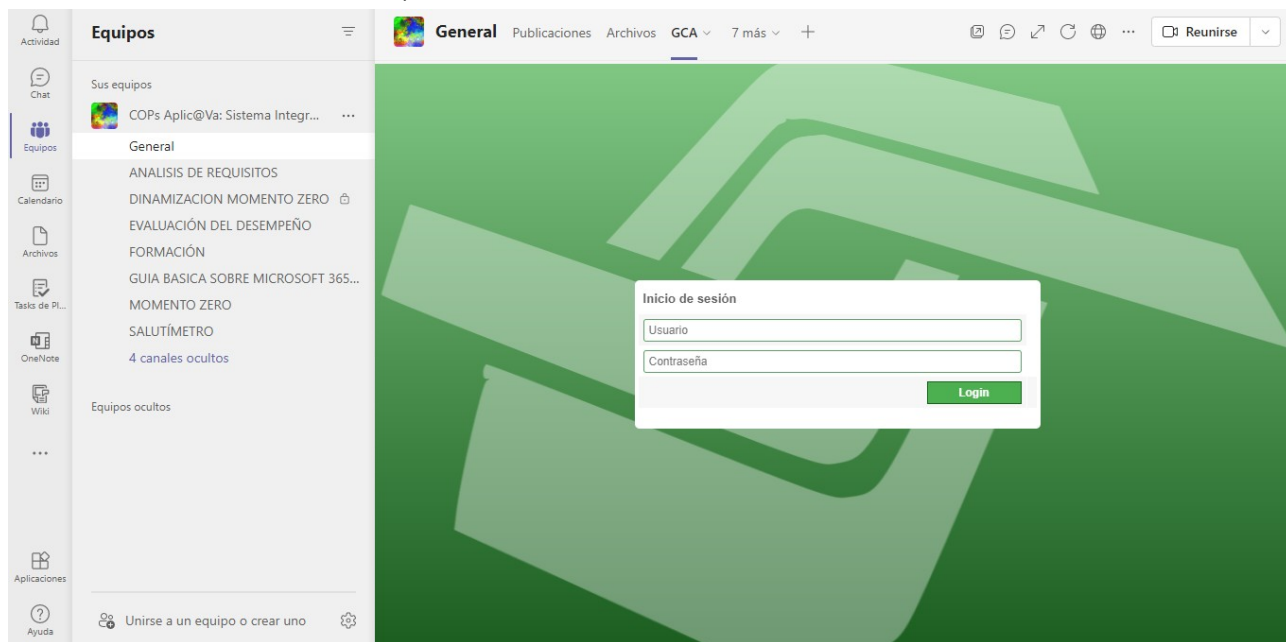 Actividad
Chat
Equipos
Calendario
Archivos
Tasks de Pl...
OneNote
Wiki
Aplicaciones
Ayuda
Equipos
Sus equipos
COPs Aplic@Va: Sistema Integr...
General
ANALISIS DE REQUISITOS
DINAMIZACION MOMENTO ZERO
EVALUACIÓN DEL DESEMPEÑO
FORMACIÓN
GUIA BASICA SOBRE MICROSOFT 365...
MOMENTO ZERO
SALUTÍMETRO
4 canales ocultos
Equipos ocultos
Unirse a un equipo o crear uno
General Publicaciones Archivos GCA 7 más
Reunirse
Inicio de sesión
Usuario
Contraseña
Login